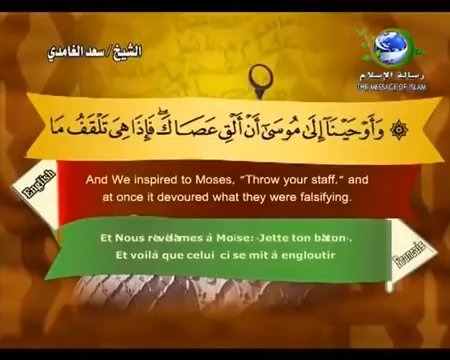 الشيخ / سعد الغامدي
رسالة الإسلام
THE MESSAGE OF ISLAM
۞ وَأَوْحَيْنَآ إِلَىٰ مُوسَىٰٓ أَنْ أَلْقِ عَصَاكَ ۖ فَإِذَا هِىَ تَلْقَفُ مَا
English
And We inspired to Moses, "Throw your staff," and
at once it devoured what they were falsifying.
Et Nous révélâmes à Moïse: «Jette ton bâton».
Et voilà que celui ci se mit à engloutir
Français